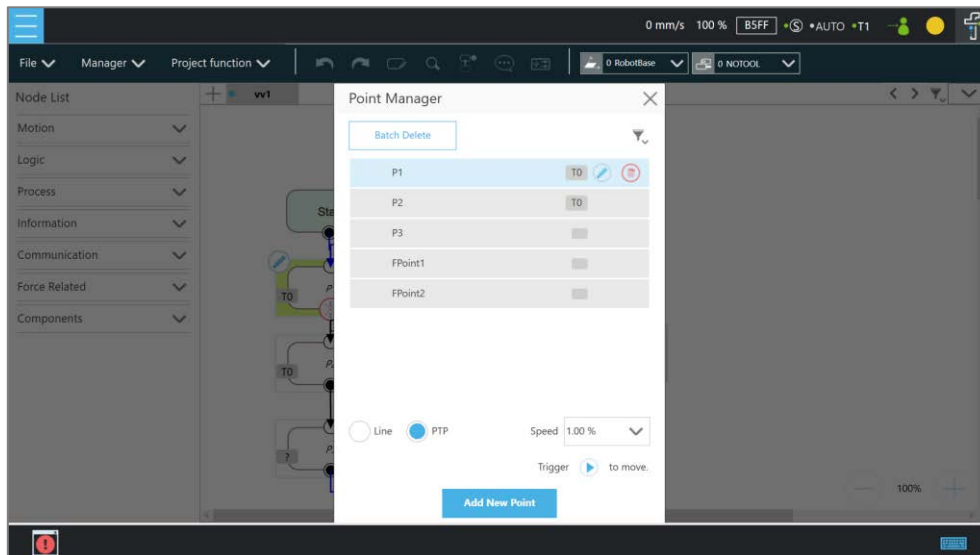 0 mm/s 100 % B5FF •Ⓢ •AUTO •T1
File Manager Project function 0 RobotBase 0 NOTOOL
Node List
vv1
Motion
Logic
Process
Information
Communication
Force Related
Components
Sta
T0
T0
?
Point Manager
Batch Delete
P1 T0
P2 T0
P3
FPoint1
FPoint2
Line PTP Speed 1.00 %
Trigger to move.
Add New Point
100%